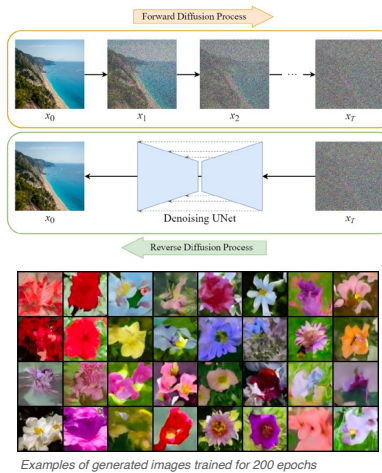 Forward Diffusion Process
x0
x1
x2
...
xT
x0
Denoising UNet
xT
Reverse Diffusion Process
Examples of generated images trained for 200 epochs